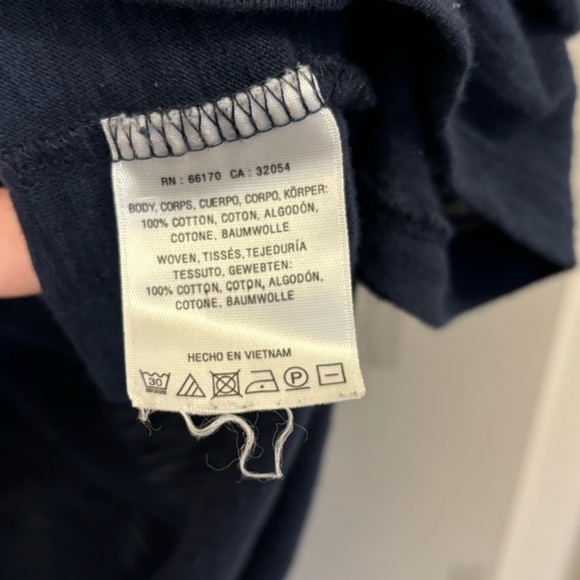 RN : 66170 CA : 32054
BODY, CORPS, CUERPO, CORPO, KÖRPER:
100% COTTON, COTON, ALGODÓN,
COTONE, BAUMWOLLE
WOVEN, TISSÉS, TEJEDURÍA
TESSUTO, GEWEBTEN:
100% COTTON, COTON, ALGODÓN,
COTONE, BAUMWOLLE
HECHO EN VIETNAM
30 P